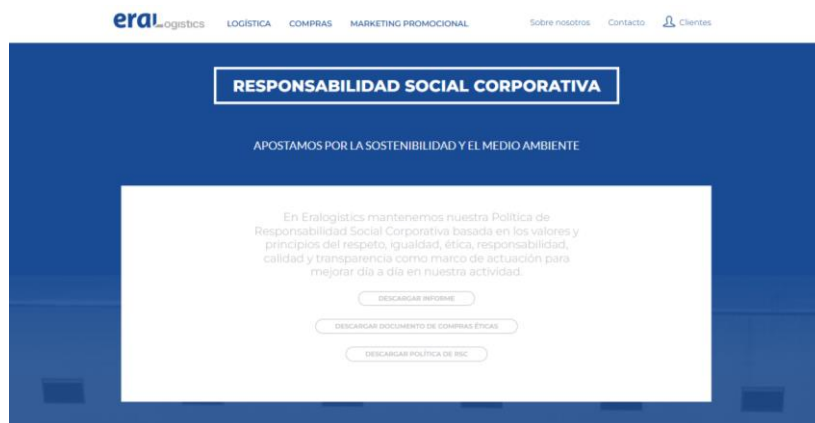 eraLogistics LOGÍSTICA COMPRAS MARKETING PROMOCIONAL Sobre nosotros Contacto Clientes
RESPONSABILIDAD SOCIAL CORPORATIVA
APOSTAMOS POR LA SOSTENIBILIDAD Y EL MEDIO AMBIENTE
En Eralogistics mantenemos nuestra Política de
Responsabilidad Social Corporativa basada en los valores y
principios del respeto, igualdad, ética, responsabilidad,
calidad y transparencia como marco de actuación para
mejorar día a día en nuestra actividad.
DESCARGAR INFORME
DESCARGAR DOCUMENTO DE COMPRAS ÉTICAS
DESCARGAR POLÍTICA DE RSC